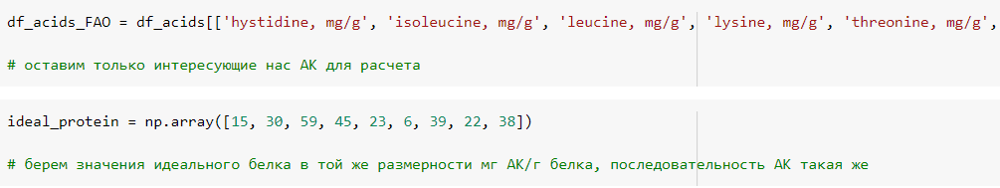 df_acids_FAO = df_acids[['hystidine, mg/g', 'isoleucine, mg/g', 'leucine, mg/g', 'lysine, mg/g', 'threonine, mg/g',
# оставим только интересующие нас АК для расчета
ideal_protein = np.array([15, 30, 59, 45, 23, 6, 39, 22, 38])
# берем значения идеального белка в той же размерности мг АК/г белка, последовательность АК такая же